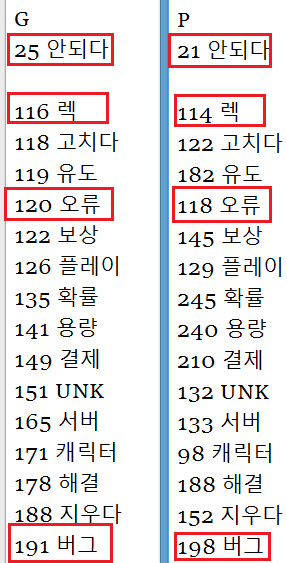 G
25 안되다
116 렉
118 고치다
119 유도
120 오류
122 보상
126 플레이
135 확률
141 용량
149 결제
151 UNK
165 서버
171 캐릭터
178 해결
188 지우다
191 버그
P
21 안되다
114 렉
122 고치다
182 유도
118 오류
145 보상
129 플레이
245 확률
240 용량
210 결제
132 UNK
133 서버
98 캐릭터
188 해결
152 지우다
198 버그